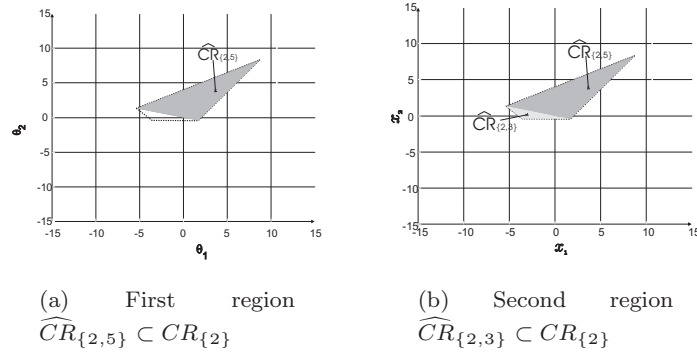 15
10
5
0
-5
-10
-15
-15 -10 -5 0 5 10 15
θ₂
θ₁
CR{2,5}
15
10
5
0
-5
-10
-15
-15 -10 -5 0 5 10 15
x₂
x₁
CR{2,5}
CR{2,3}
(a) First region
CR{2,5} ⊂ CR{2}
(b) Second region
CR{2,3} ⊂ CR{2}